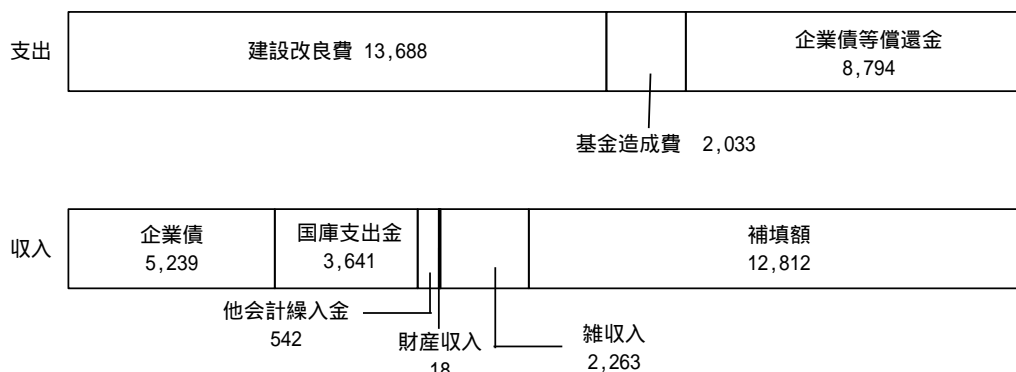 支出
建設改良費 13,688
企業債等償還金
8,794
基金造成費 2,033
収入
企業債
5,239
国庫支出金
3,641
補填額
12,812
他会計繰入金
542
財産収入
18
雑収入
2,263